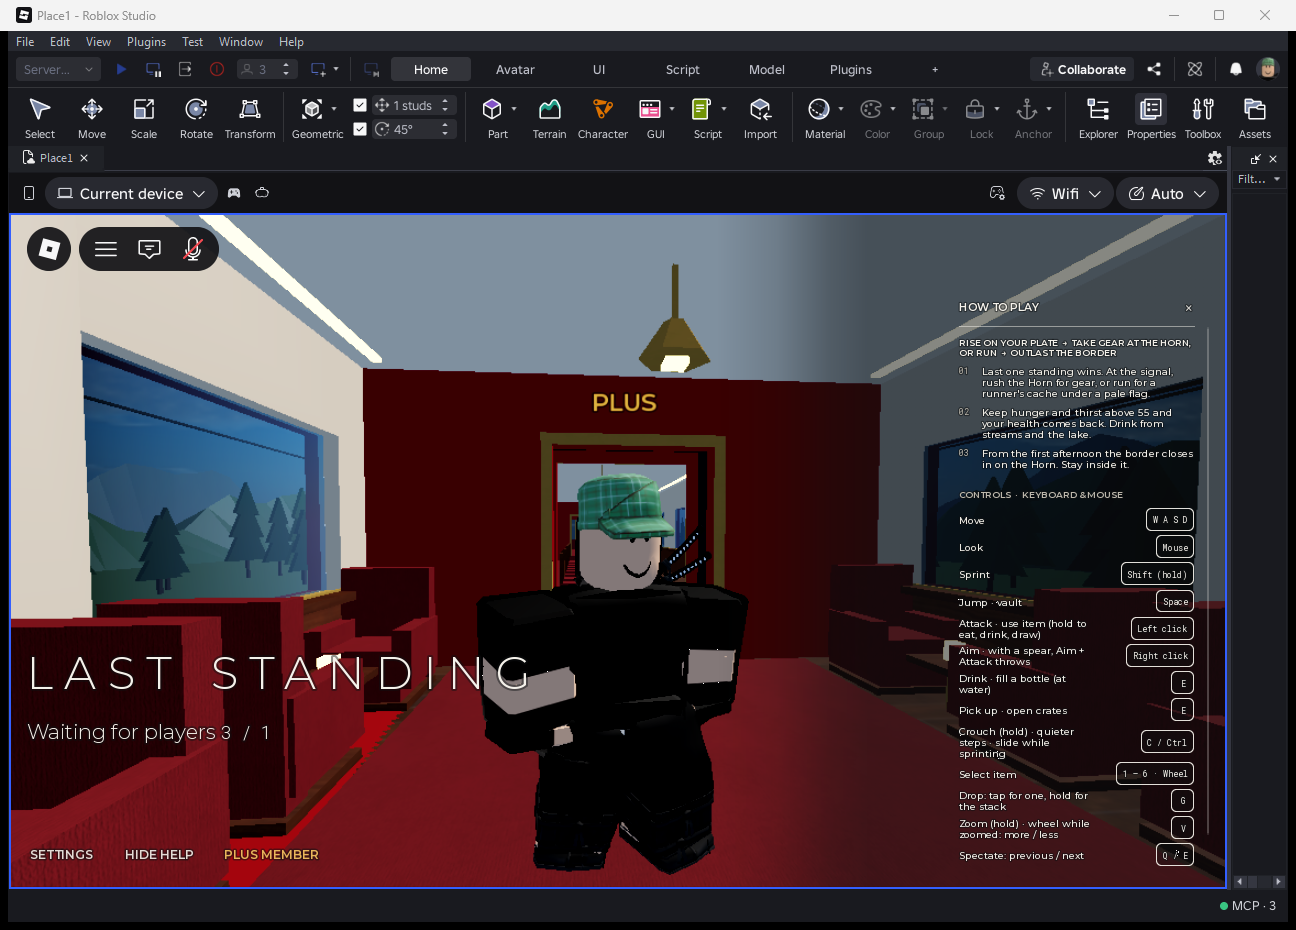 Place1 - Roblox Studio
File Edit View Plugins Test Window Help
Server... 3 Home Avatar UI Script Model Plugins + Collaborate
1 studs
45°
Select Move Scale Rotate Transform Geometric Part Terrain Character GUI Script Import Material Color Group Lock Anchor Explorer Properties Toolbox Assets
Place1
Current device Wifi Auto
Filt...
PLUS
LAST STANDING
Waiting for players 3 / 1
SETTINGS HIDE HELP PLUS MEMBER
HOW TO PLAY ×
RISE ON YOUR PLATE → TAKE GEAR AT THE HORN,
OR RUN → OUTLAST THE BORDER
01 Last one standing wins. At the signal,
rush the Horn for gear, or run for a
runner's cache under a pale flag.
02 Keep hunger and thirst above 55 and
your health comes back. Drink from
streams and the lake.
03 From the first afternoon the border closes
in on the Horn. Stay inside it.
CONTROLS · KEYBOARD & MOUSE
Move W A S D
Look Mouse
Sprint Shift (hold)
Jump · vault Space
Attack · use item (hold to
eat, drink, draw) Left click
Aim · with a spear, Aim +
Attack throws Right click
Drink · fill a bottle (at
water) E
Pick up · open crates E
Crouch (hold) · quieter
steps · slide while
sprinting C / Ctrl
Select item 1 – 6 · Wheel
Drop: tap for one, hold for
the stack G
Zoom (hold) · wheel while
zoomed: more / less V
Spectate: previous / next Q / E
MCP · 3